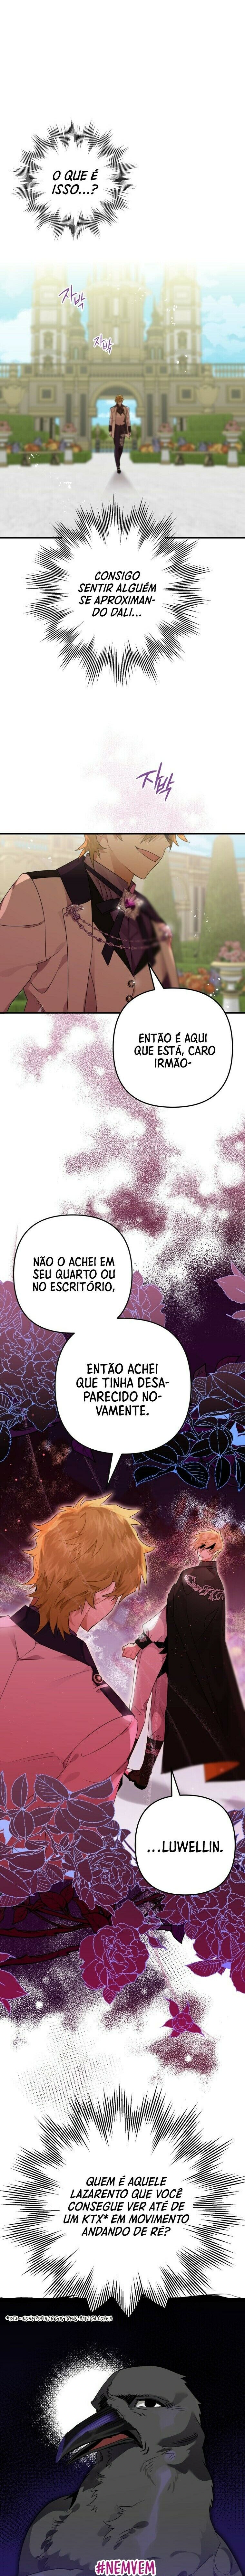 O QUE É
ISSO...?
자박
자박
CONSIGO
SENTIR ALGUÉM
SE APROXIMAN-
DO DALI...
자박
ENTÃO É AQUI
QUE ESTÁ, CARO
IRMÃO-
NÃO O ACHEI EM
SEU QUARTO OU
NO ESCRITÓRIO,
ENTÃO ACHEI
QUE TINHA DESA-
PARECIDO NO-
VAMENTE.
...LUWELLIN.
QUEM É AQUELE
LAZARENTO QUE VOCÊ
CONSEGUE VER ATÉ DE
UM KTX* EM MOVIMENTO
ANDANDO DE RÉ?
#NEMVEM